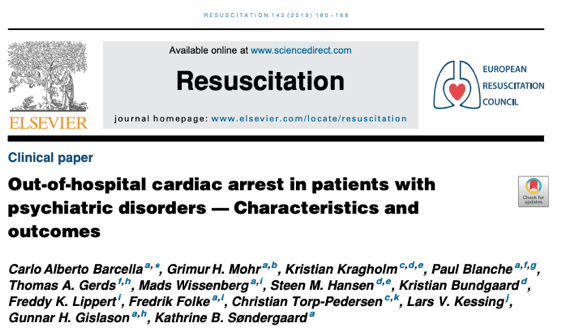 RESUSCITATION 143 (2019) 180–188
Available online at www.sciencedirect.com
Resuscitation
journal homepage: www.elsevier.com/locate/resuscitation
ELSEVIER
EUROPEAN
RESUSCITATION
COUNCIL
Clinical paper
Out-of-hospital cardiac arrest in patients with
psychiatric disorders — Characteristics and
outcomes
Check for
updates
Carlo Alberto Barcella a,*, Grimur H. Mohr a,b, Kristian Kragholm c,d,e, Paul Blanche a,f,g,
Thomas A. Gerds f,h, Mads Wissenberg a,i, Steen M. Hansen d,e, Kristian Bundgaard d,
Freddy K. Lippert i, Fredrik Folke a,i, Christian Torp-Pedersen c,k, Lars V. Kessing j,
Gunnar H. Gislason a,h, Kathrine B. Søndergaard a